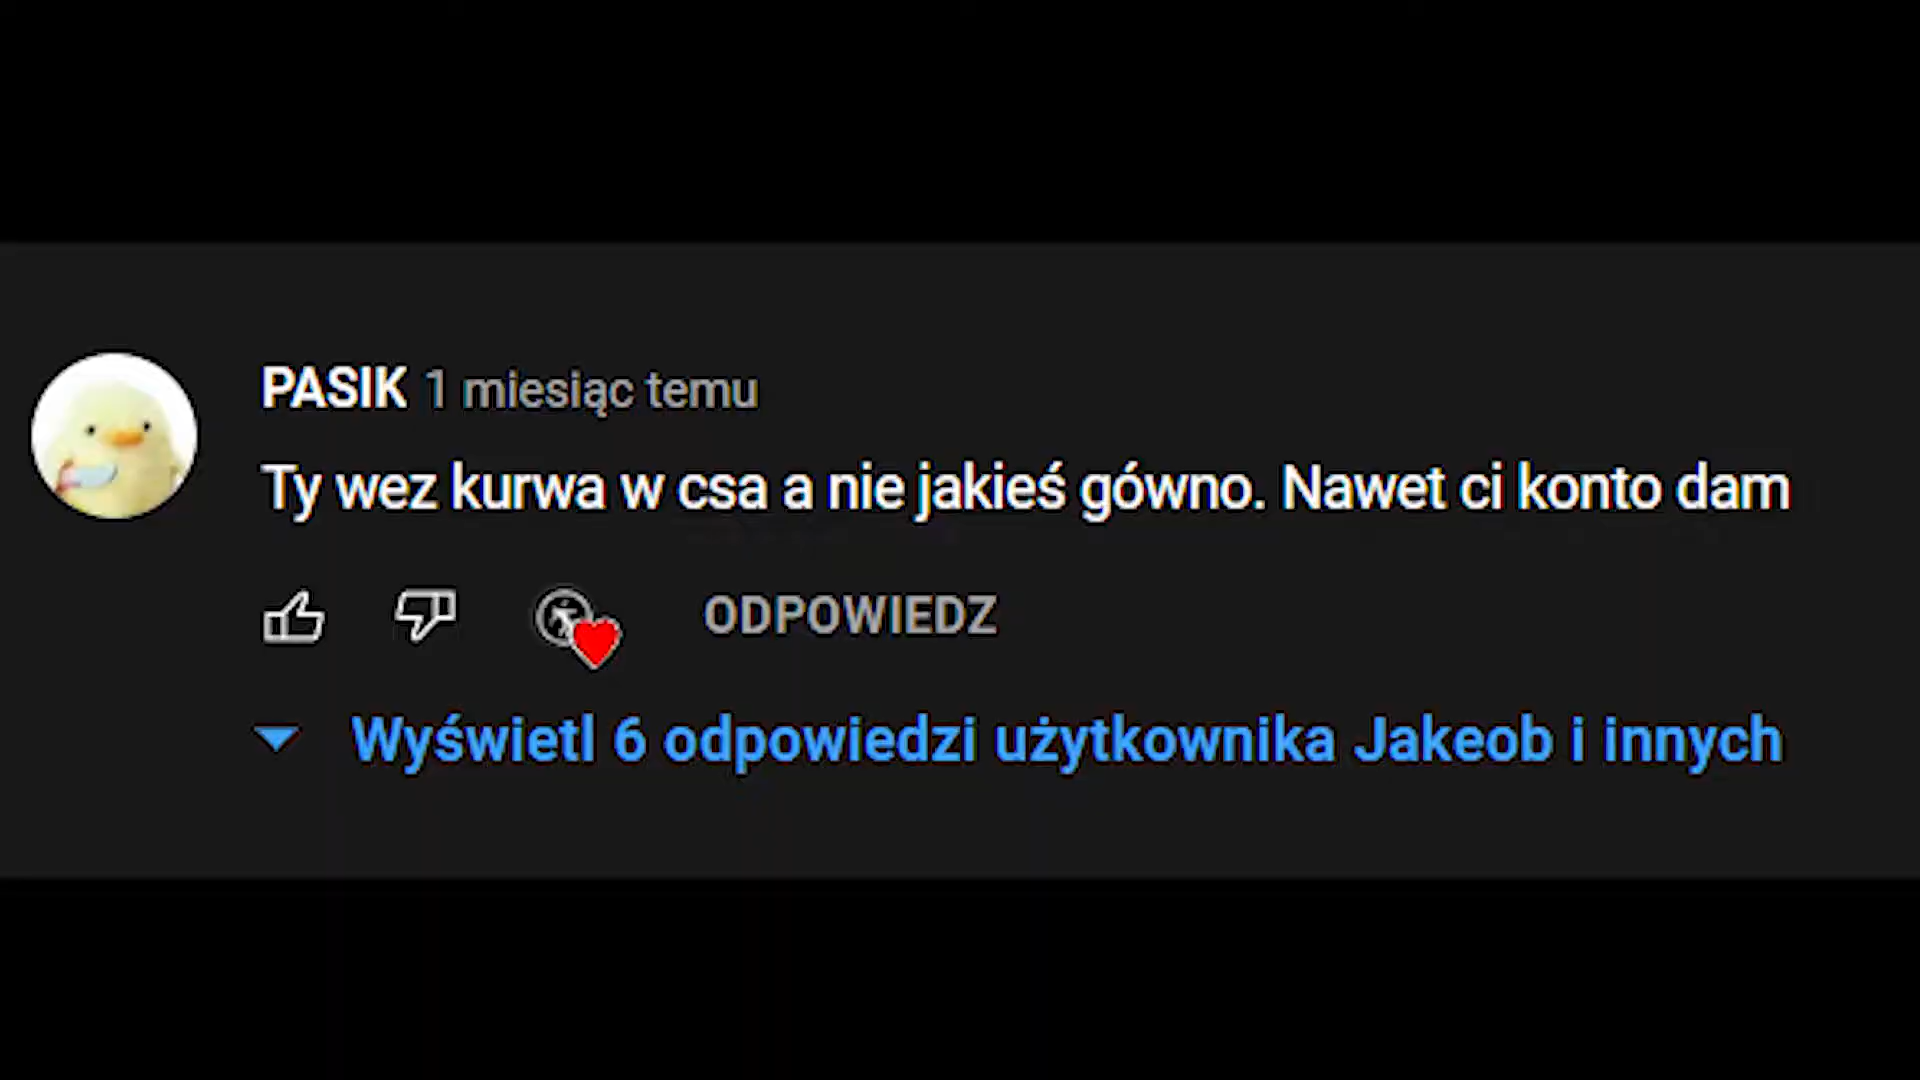 PASIK 1 miesiąc temu
Ty wez kurwa w csa a nie jakieś gówno. Nawet ci konto dam
ODPOWIEDZ
Wyświetl 6 odpowiedzi użytkownika Jakeob i innych